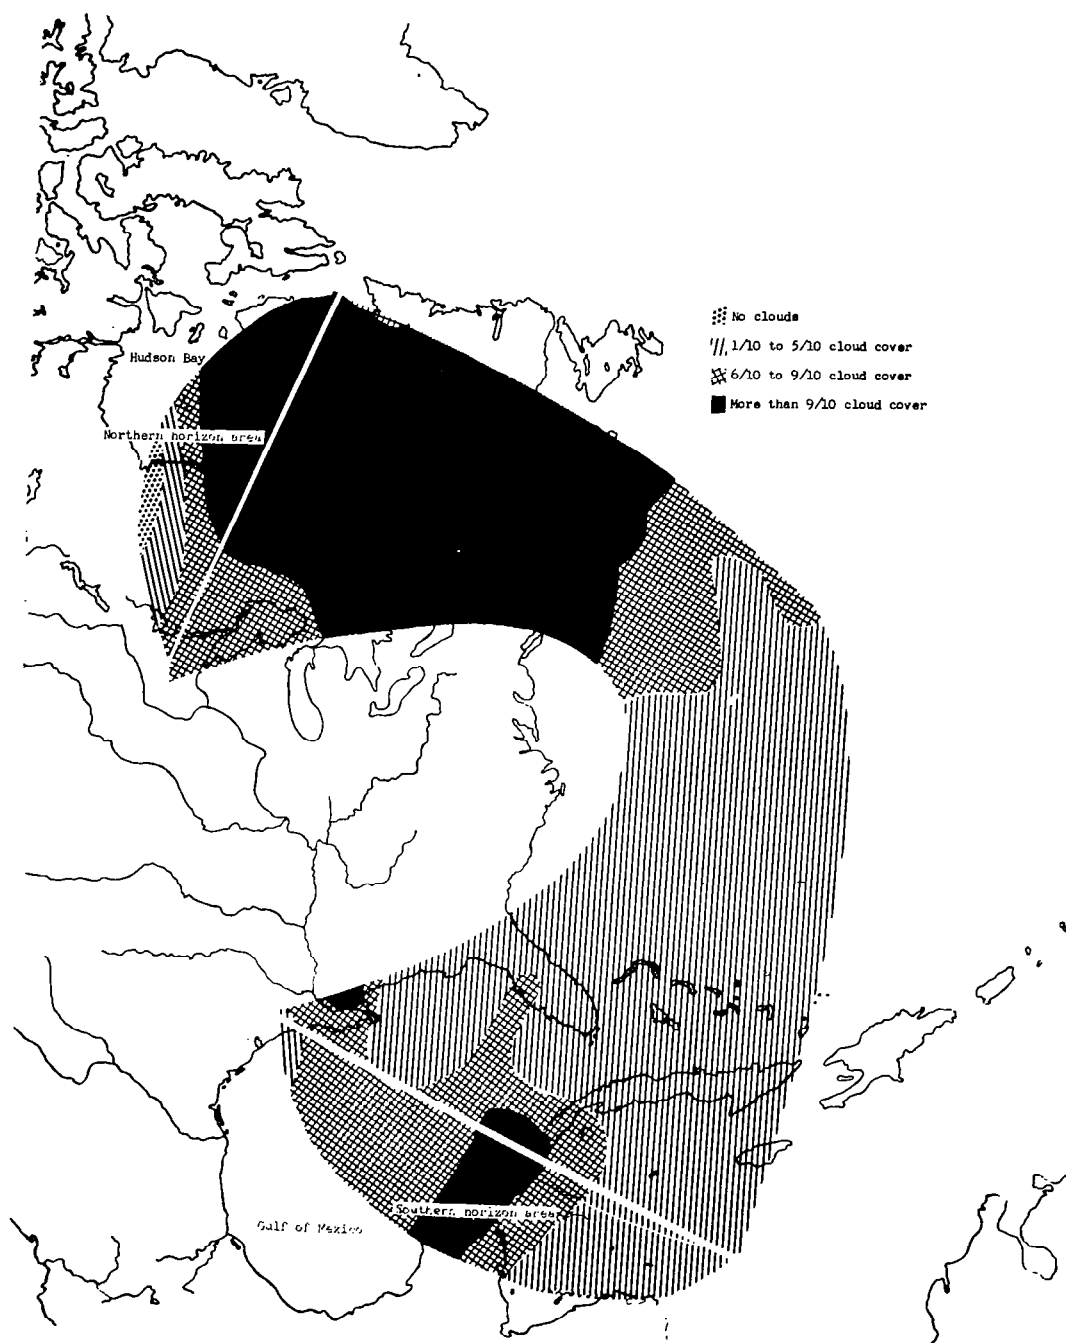 No clouds
1/10 to 5/10 cloud cover
6/10 to 9/10 cloud cover
More than 9/10 cloud cover
Hudson Bay
Northern horizon area
Southern horizon area
Gulf of Mexico